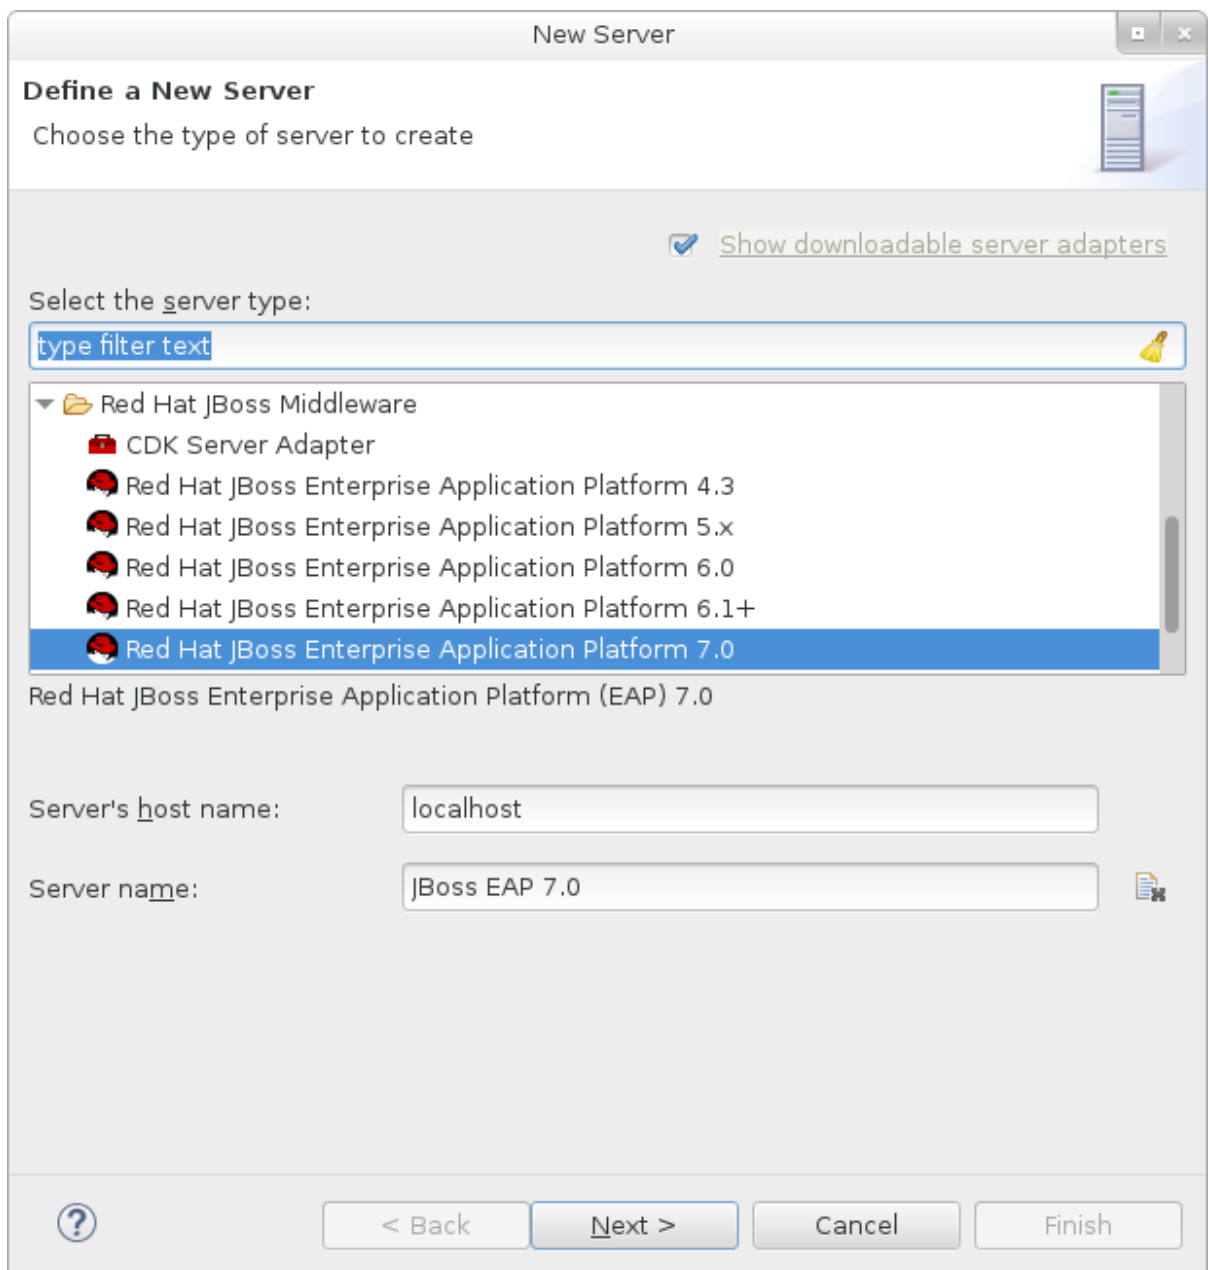 New Server
Define a New Server
Choose the type of server to create
Show downloadable server adapters
Select the server type:
type filter text
Red Hat JBoss Middleware
CDK Server Adapter
Red Hat JBoss Enterprise Application Platform 4.3
Red Hat JBoss Enterprise Application Platform 5.x
Red Hat JBoss Enterprise Application Platform 6.0
Red Hat JBoss Enterprise Application Platform 6.1+
Red Hat JBoss Enterprise Application Platform 7.0
Red Hat JBoss Enterprise Application Platform (EAP) 7.0
Server's host name: localhost
Server name: JBoss EAP 7.0
? < Back Next > Cancel Finish